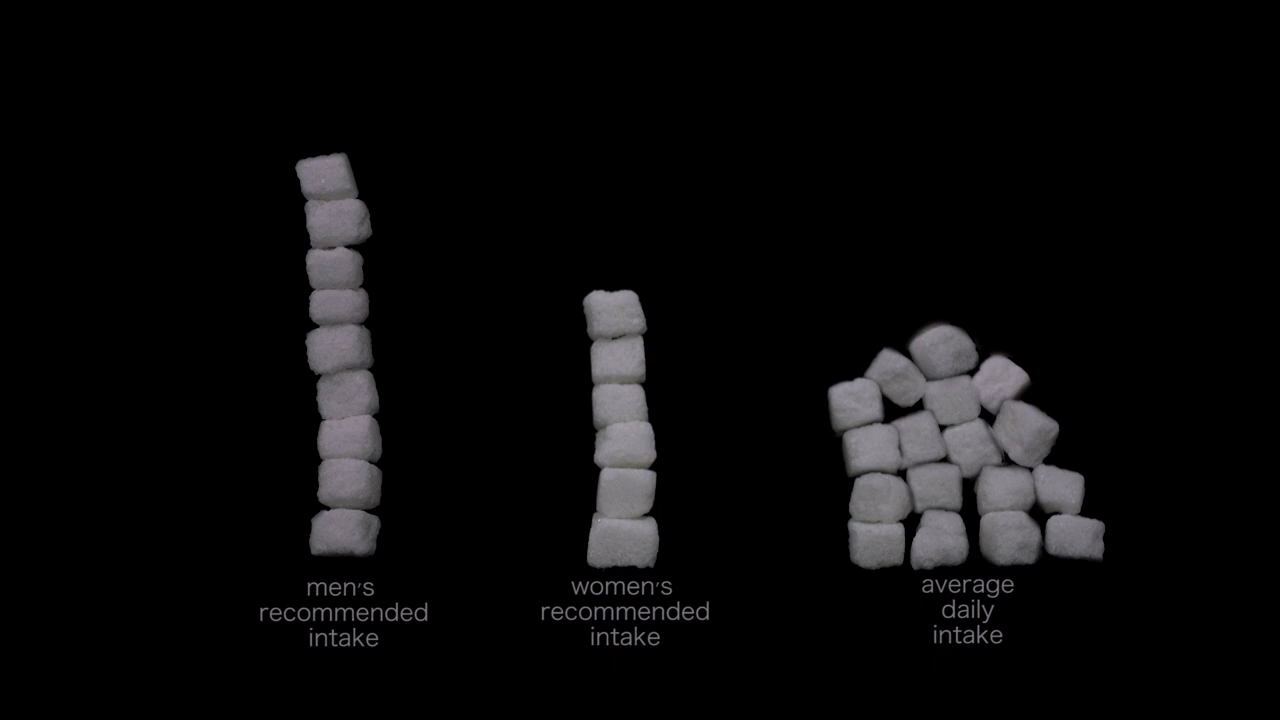 men's
recommended
intake
women's
recommended
intake
average
daily
intake